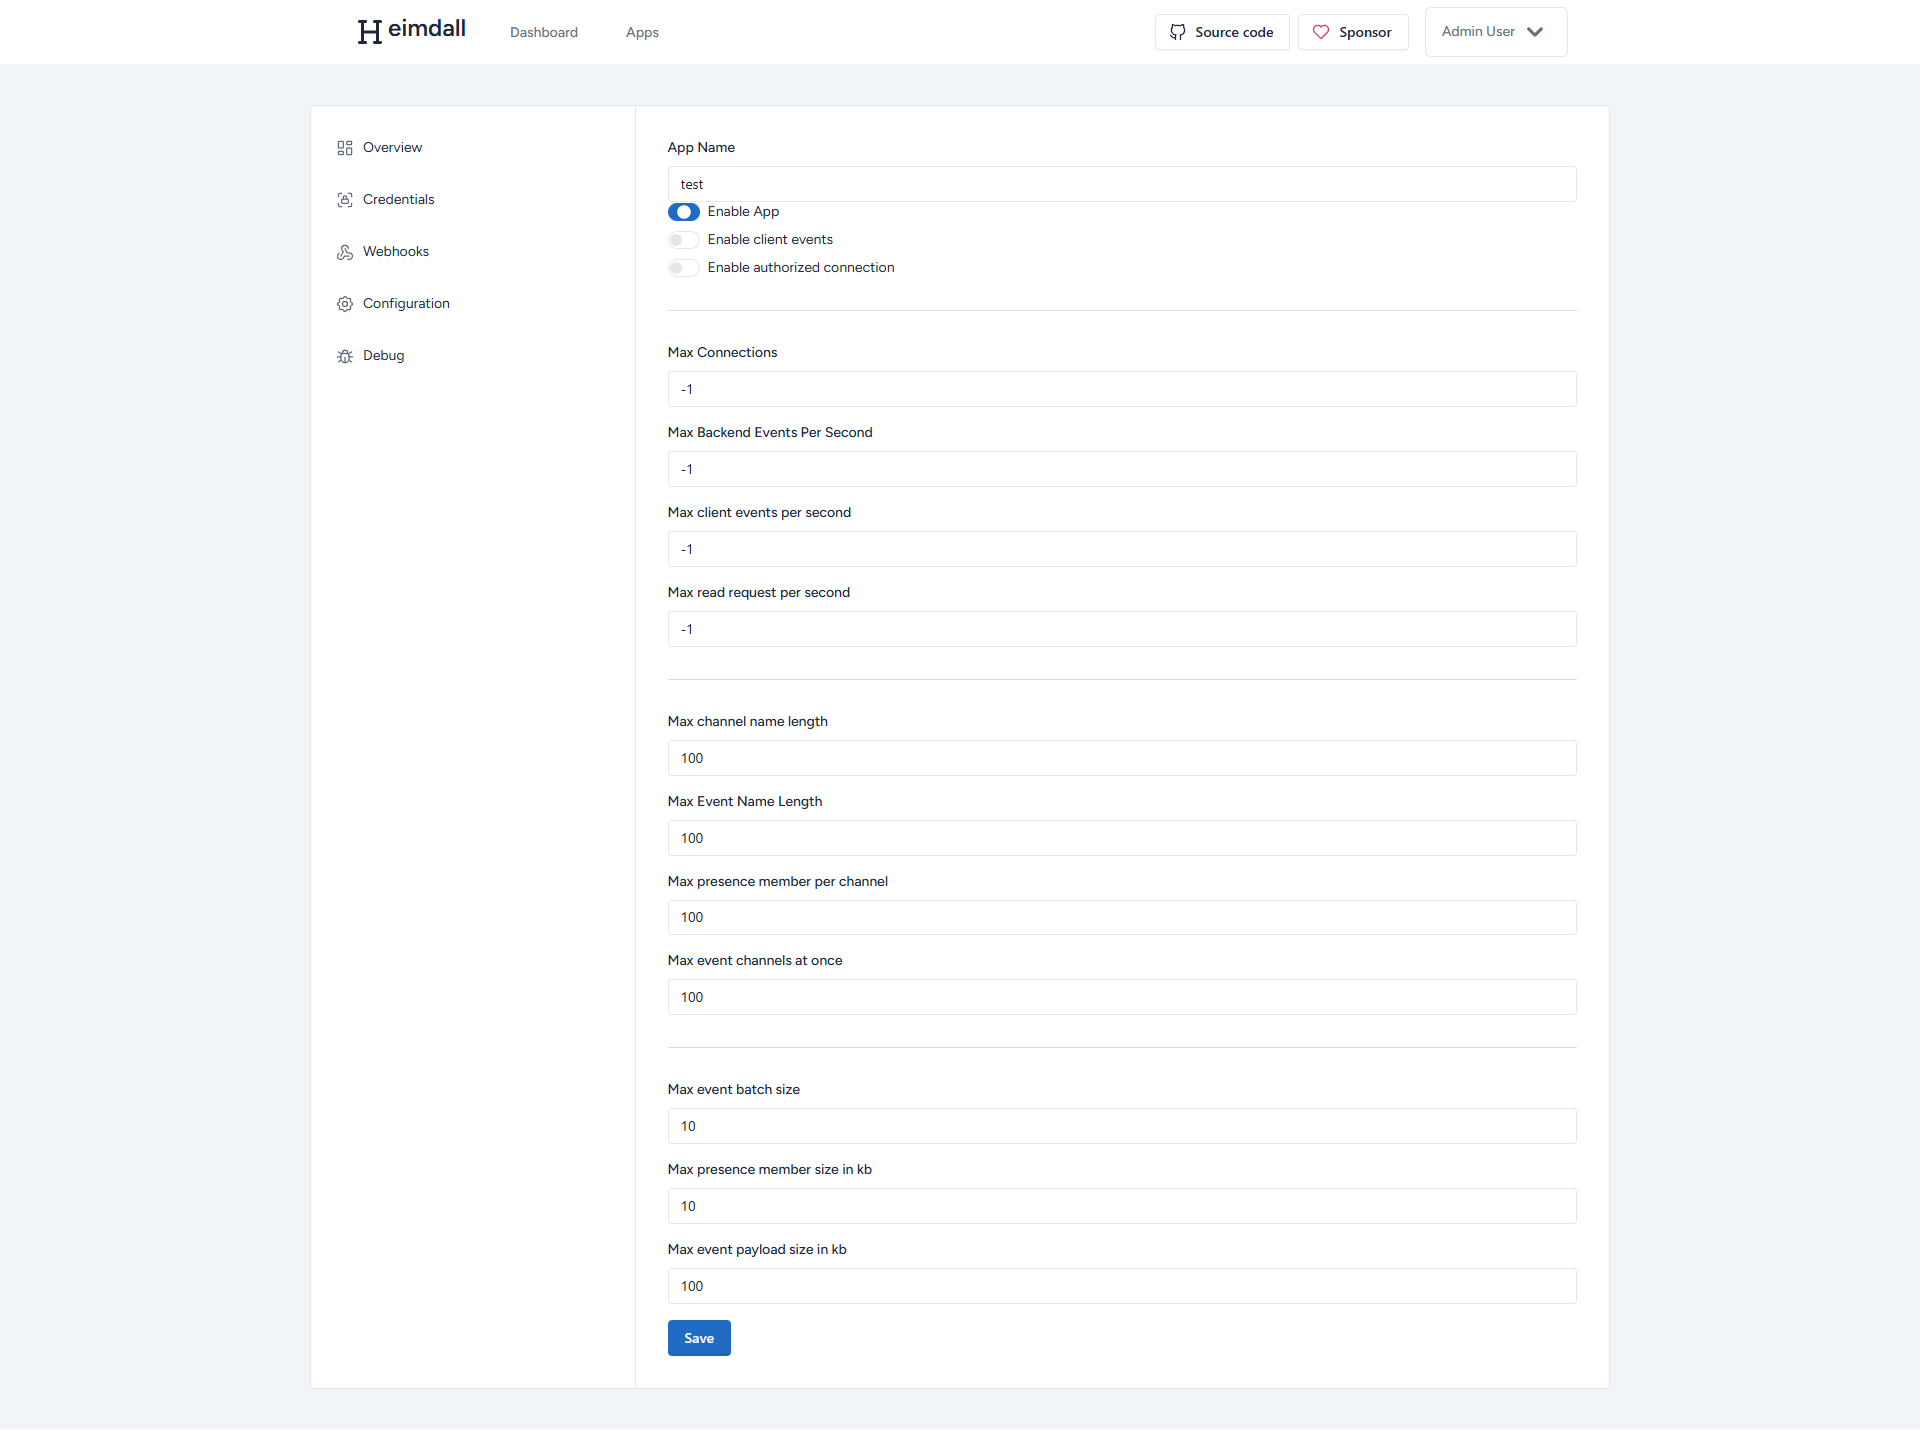 Heimdall
Dashboard
Apps
Source code
Sponsor
Admin User
Overview
Credentials
Webhooks
Configuration
Debug
App Name
test
Enable App
Enable client events
Enable authorized connection
Max Connections
-1
Max Backend Events Per Second
-1
Max client events per second
-1
Max read request per second
-1
Max channel name length
100
Max Event Name Length
100
Max presence member per channel
100
Max event channels at once
100
Max event batch size
10
Max presence member size in kb
10
Max event payload size in kb
100
Save